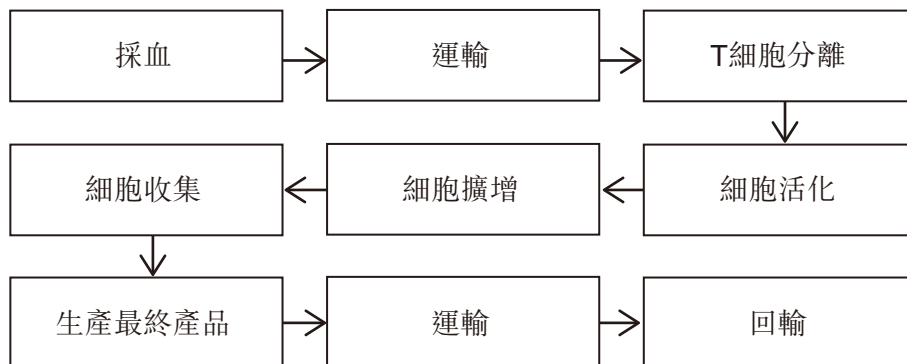 採血
運輸
T細胞分離
細胞收集
細胞擴增
細胞活化
生產最終產品
運輸
回輸